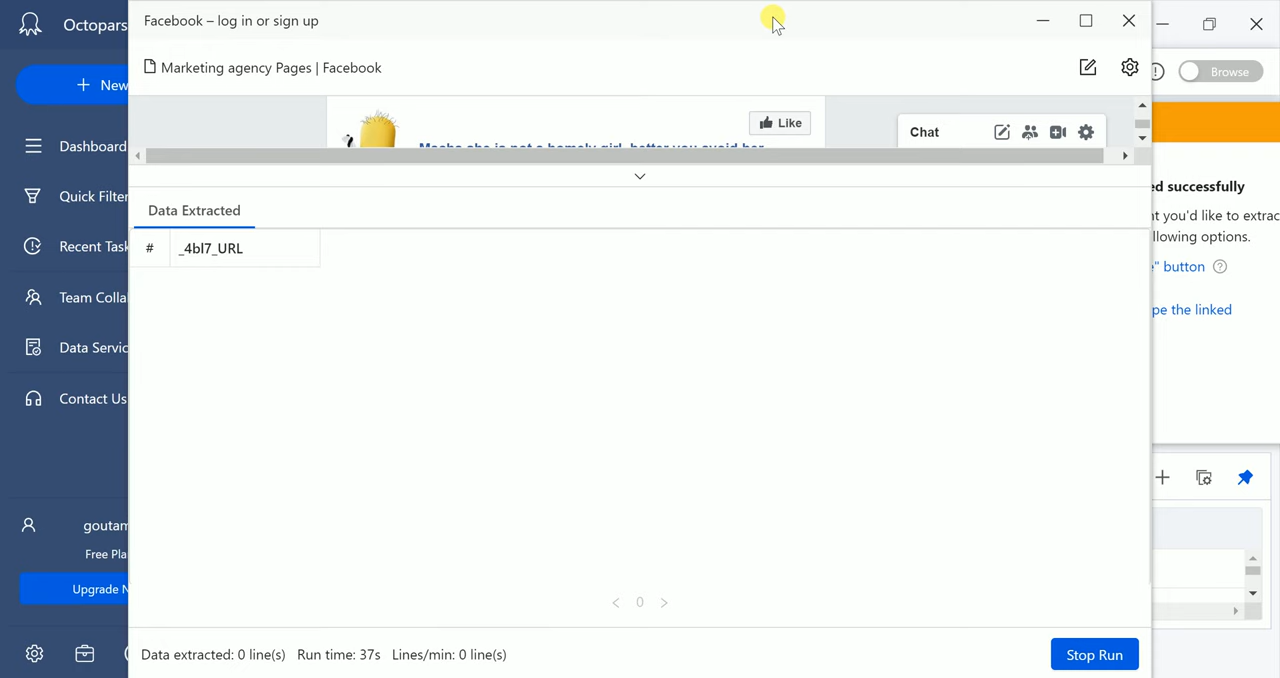 Octopars
Facebook – log in or sign up
Marketing agency Pages | Facebook
Browse
New
Like
Chat
Dashboard
Data Extracted
ed successfully
Quick Filter
nt you'd like to extrac
llowing options.
# _4bl7_URL
Recent Task
e" button
Team Colla
pe the linked
Data Servic
Contact Us
goutam
Free Pla
Upgrade N
0
Data extracted: 0 line(s) Run time: 37s Lines/min: 0 line(s)
Stop Run